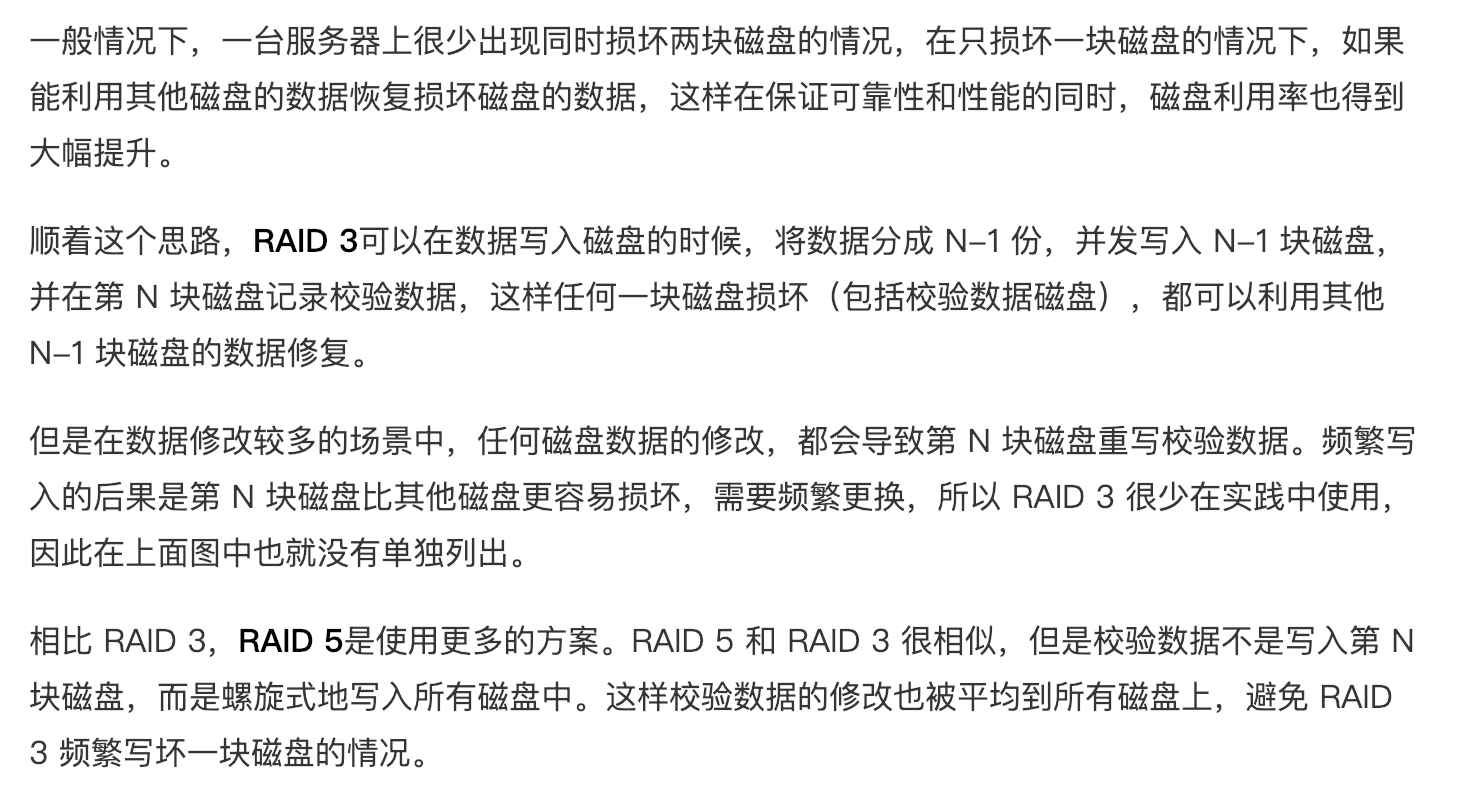 一般情况下，一台服务器上很少出现同时损坏两块磁盘的情况，在只损坏一块磁盘的情况下，如果
能利用其他磁盘的数据恢复损坏磁盘的数据，这样在保证可靠性和性能的同时，磁盘利用率也得到
大幅提升。
顺着这个思路，RAID 3可以在数据写入磁盘的时候，将数据分成 N-1 份，并发写入 N-1 块磁盘，
并在第 N 块磁盘记录校验数据，这样任何一块磁盘损坏（包括校验数据磁盘），都可以利用其他
N-1 块磁盘的数据修复。
但是在数据修改较多的场景中，任何磁盘数据的修改，都会导致第 N 块磁盘重写校验数据。频繁写
入的后果是第 N 块磁盘比其他磁盘更容易损坏，需要频繁更换，所以 RAID 3 很少在实践中使用，
因此在上面图中也就没有单独列出。
相比 RAID 3，RAID 5是使用更多的方案。RAID 5 和 RAID 3 很相似，但是校验数据不是写入第 N
块磁盘，而是螺旋式地写入所有磁盘中。这样校验数据的修改也被平均到所有磁盘上，避免 RAID
3 频繁写坏一块磁盘的情况。